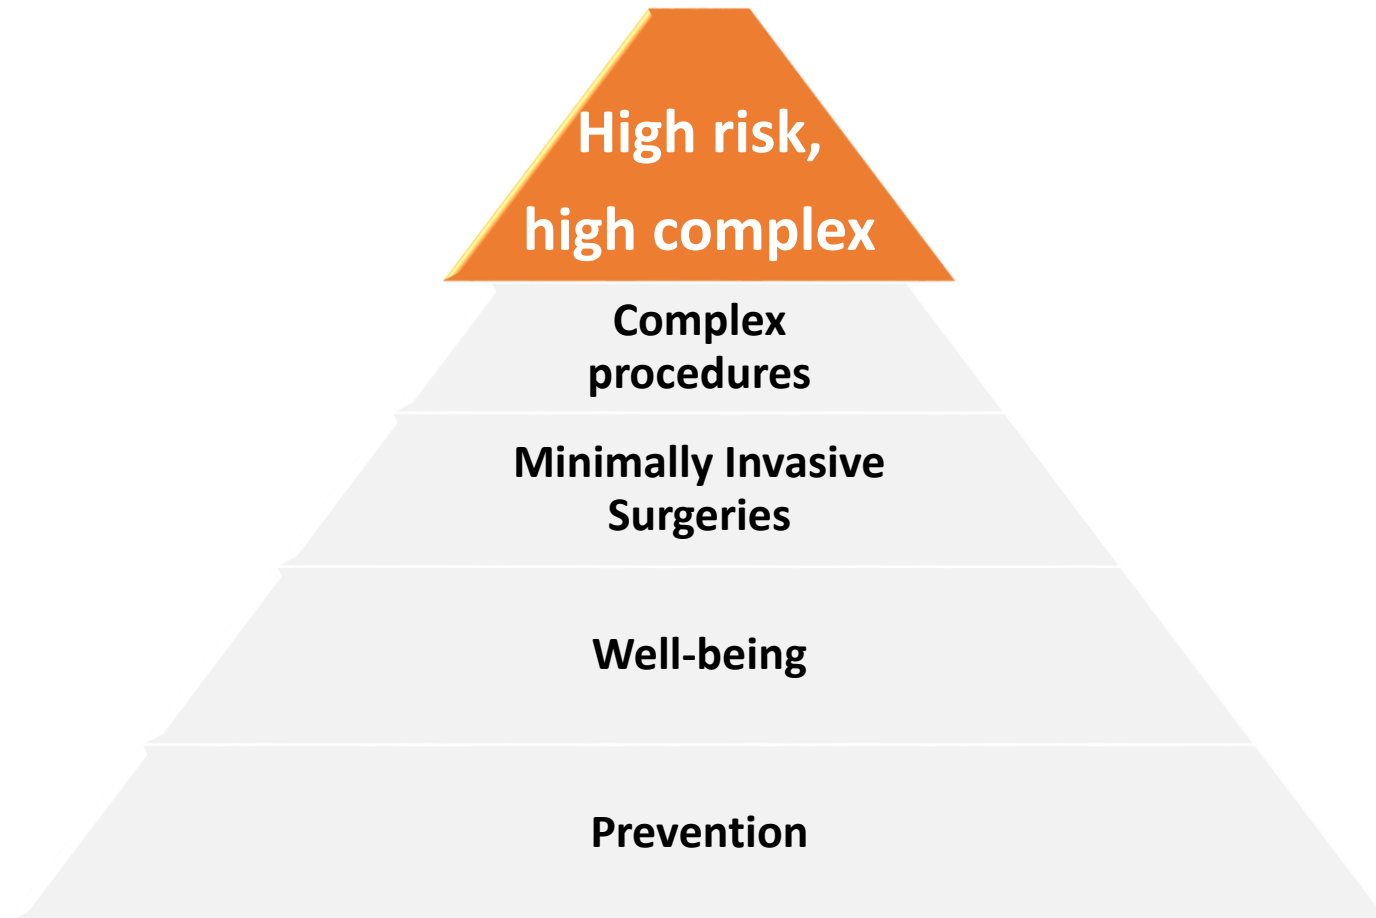 High risk,
high complex
Complex
procedures
Minimally Invasive
Surgeries
Well-being
Prevention